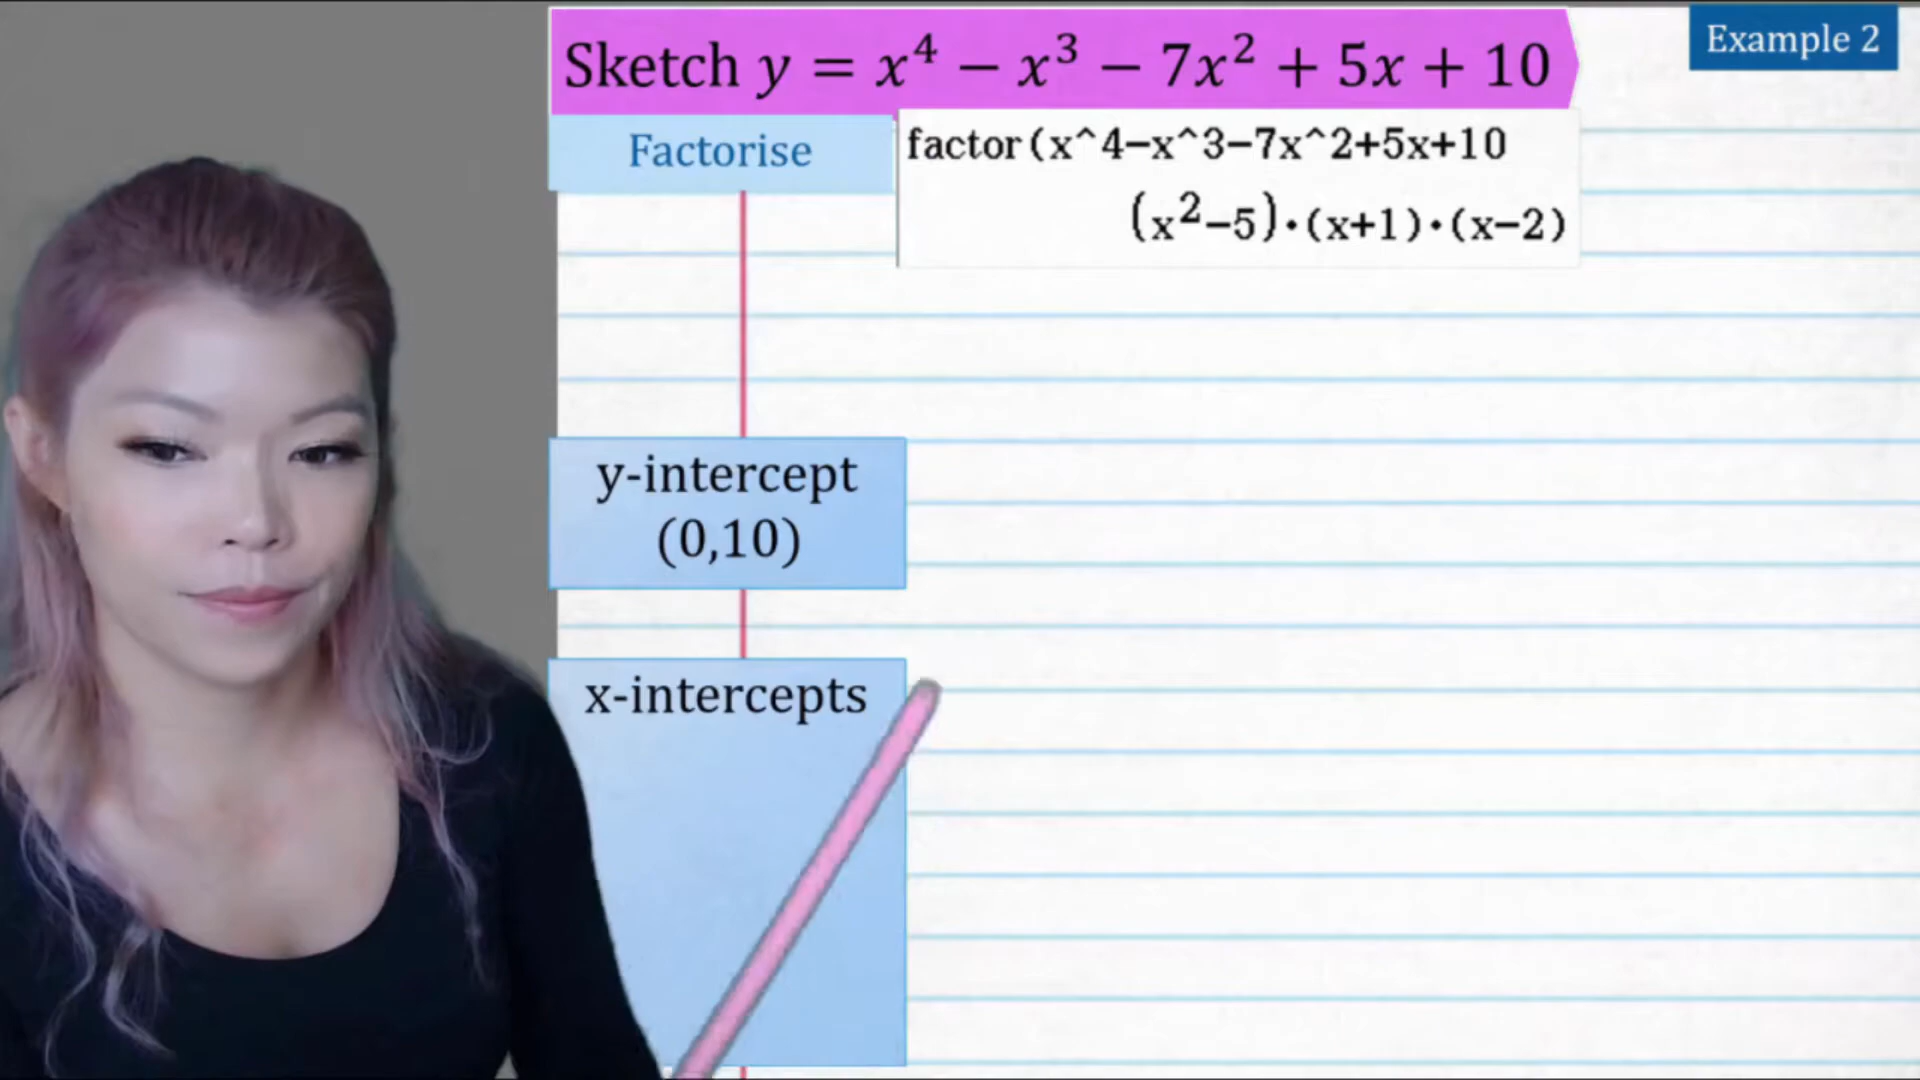 Sketch y = x⁴ − x³ − 7x² + 5x + 10
Example 2
Factorise
factor(x^4−x^3−7x^2+5x+10
(x²−5)·(x+1)·(x−2)
y-intercept
(0,10)
x-intercepts